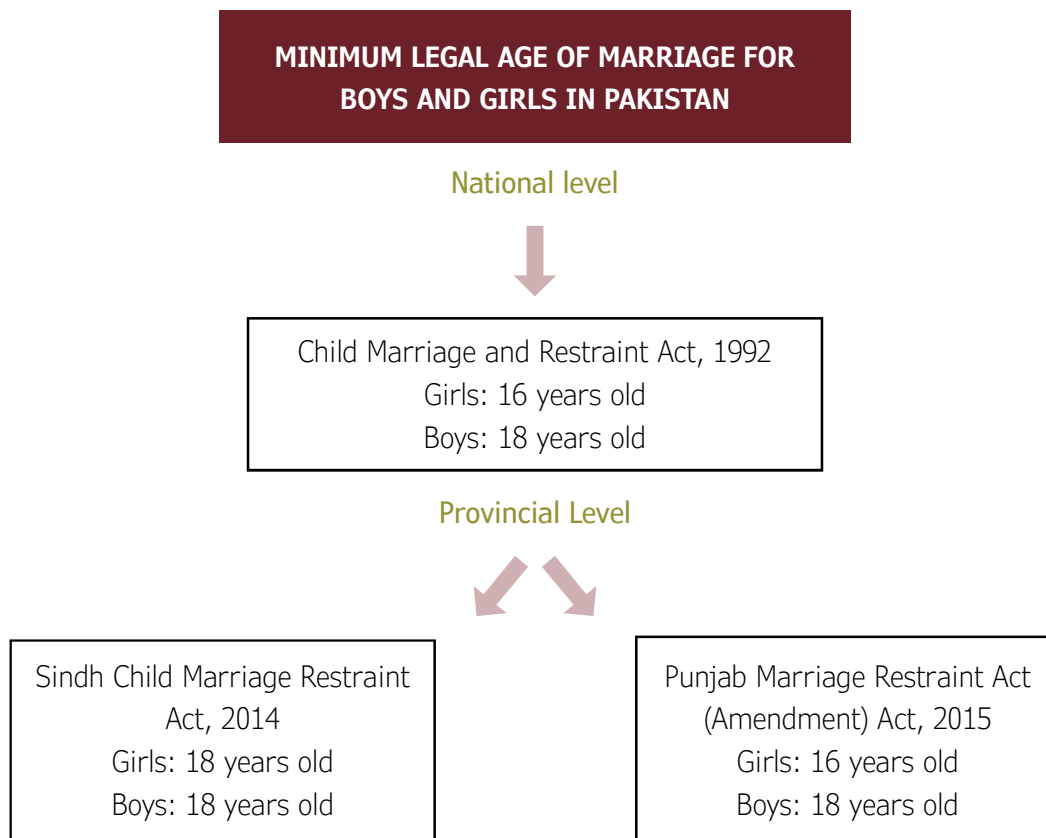 MINIMUM LEGAL AGE OF MARRIAGE FOR
BOYS AND GIRLS IN PAKISTAN
National level
Child Marriage and Restraint Act, 1992
Girls: 16 years old
Boys: 18 years old
Provincial Level
Sindh Child Marriage Restraint
Act, 2014
Girls: 18 years old
Boys: 18 years old
Punjab Marriage Restraint Act
(Amendment) Act, 2015
Girls: 16 years old
Boys: 18 years old